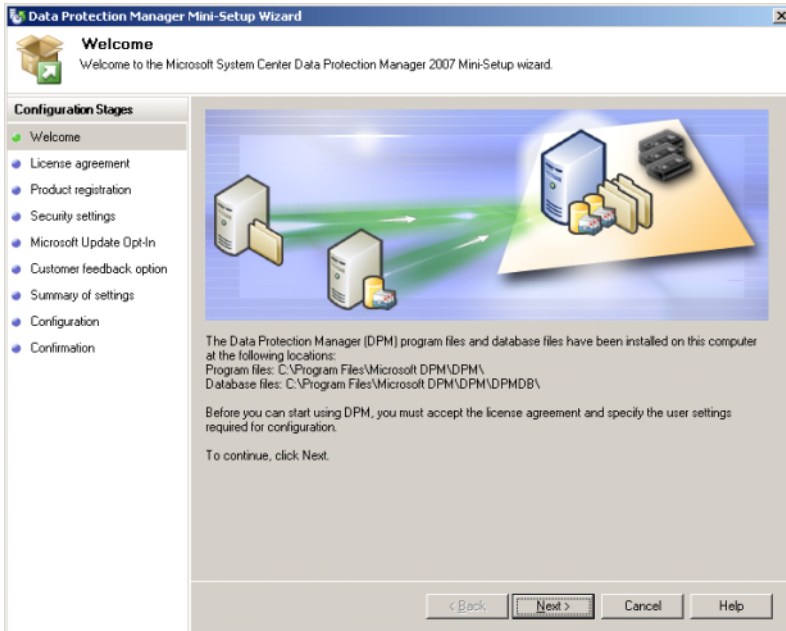 Data Protection Manager Mini-Setup Wizard
Welcome
Welcome to the Microsoft System Center Data Protection Manager 2007 Mini-Setup wizard.
Configuration Stages
Welcome
License agreement
Product registration
Security settings
Microsoft Update Opt-In
Customer feedback option
Summary of settings
Configuration
Confirmation
The Data Protection Manager (DPM) program files and database files have been installed on this computer
at the following locations:
Program files: C:\Program Files\Microsoft DPM\DPM\
Database files: C:\Program Files\Microsoft DPM\DPM\DPMDB\
Before you can start using DPM, you must accept the license agreement and specify the user settings
required for configuration.
To continue, click Next.
< Back
Next >
Cancel
Help